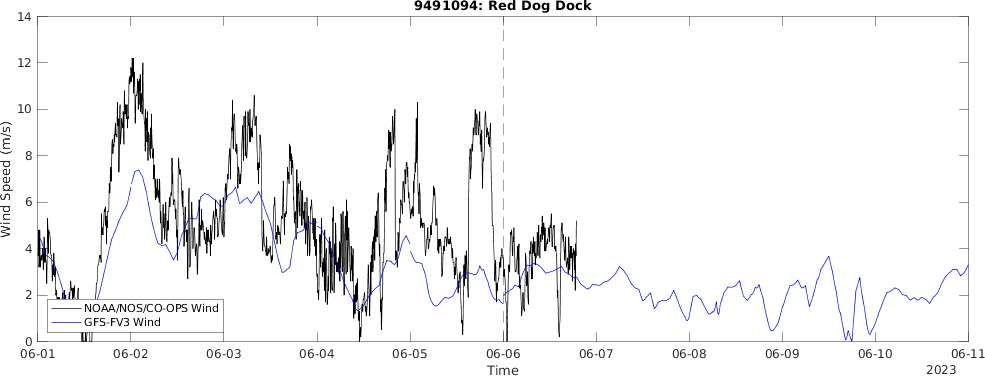 9491094: Red Dog Dock
Wind Speed (m/s)
14
12
10
8
6
4
2
0
NOAA/NOS/CO-OPS Wind
GFS-FV3 Wind
06-01 06-02 06-03 06-04 06-05 06-06 06-07 06-08 06-09 06-10 06-11
Time
2023